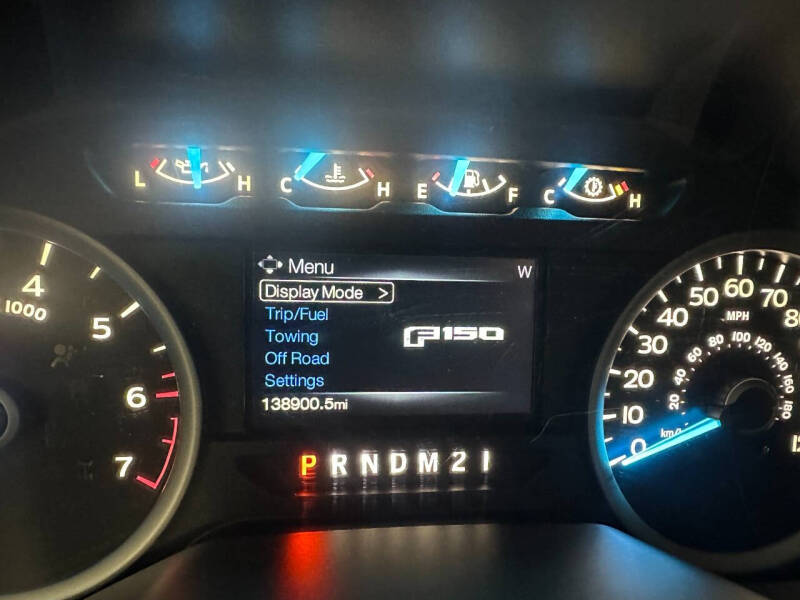 L H C H E F C H
Menu W
Display Mode >
Trip/Fuel
Towing
F150
Off Road
Settings
138900.5mi
P R N D M 2 1
4
1000
5
6
7
0
10
20
30
40
50
60
70
MPH
km/
20
40
60
80
100
120
140
160
180